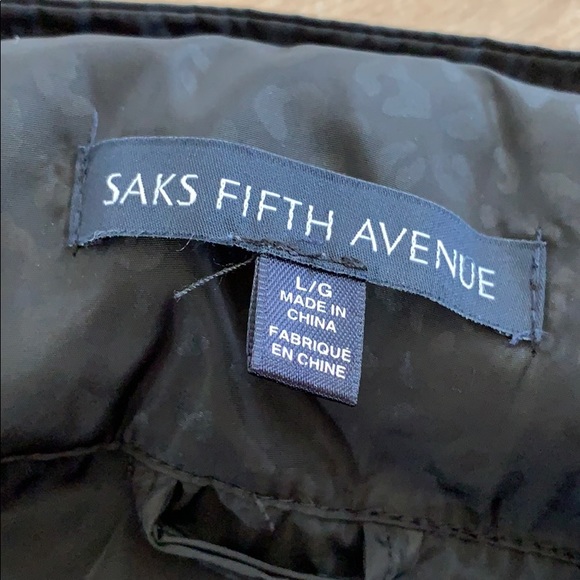 SAKS FIFTH AVENUE
L/G
MADE IN
CHINA
FABRIQUÉ
EN CHINE